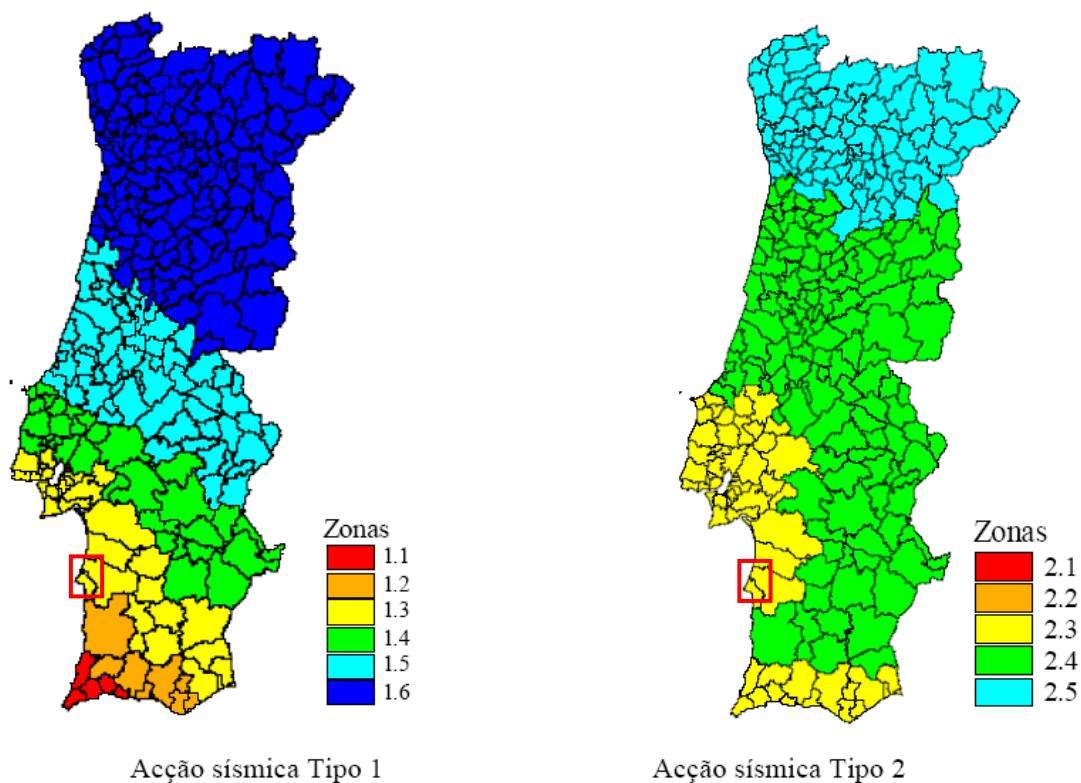 Zonas
1.1
1.2
1.3
1.4
1.5
1.6
Acção sísmica Tipo 1
Zonas
2.1
2.2
2.3
2.4
2.5
Acção sísmica Tipo 2